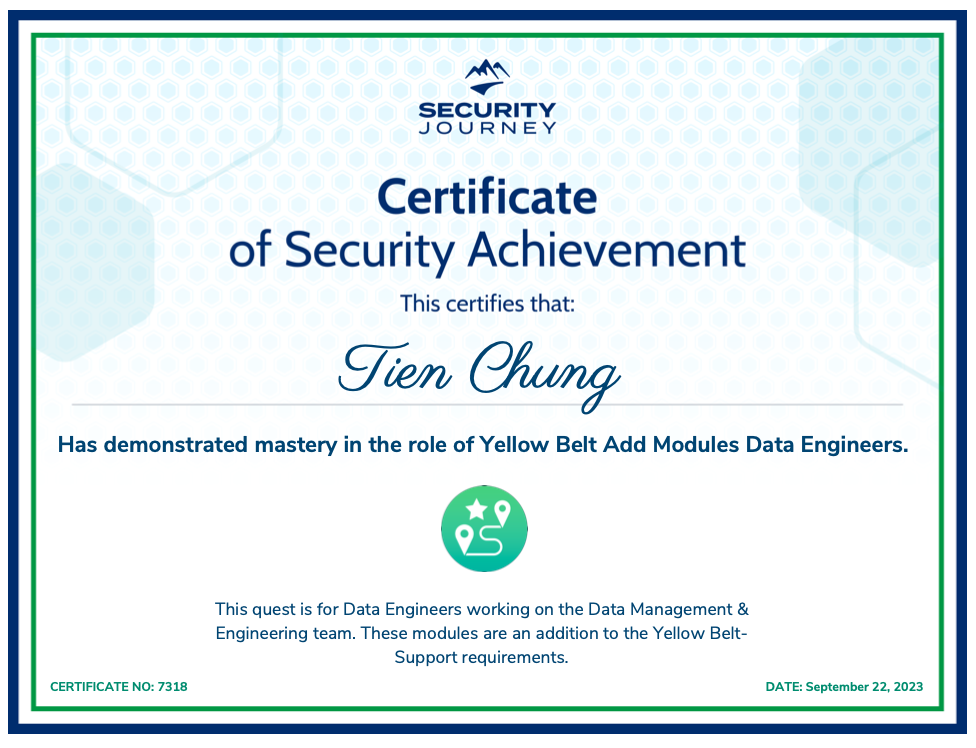 SECURITY
JOURNEY
Certificate
of Security Achievement
This certifies that:
Tien Chung
Has demonstrated mastery in the role of Yellow Belt Add Modules Data Engineers.
This quest is for Data Engineers working on the Data Management &
Engineering team. These modules are an addition to the Yellow Belt-
Support requirements.
CERTIFICATE NO: 7318
DATE: September 22, 2023